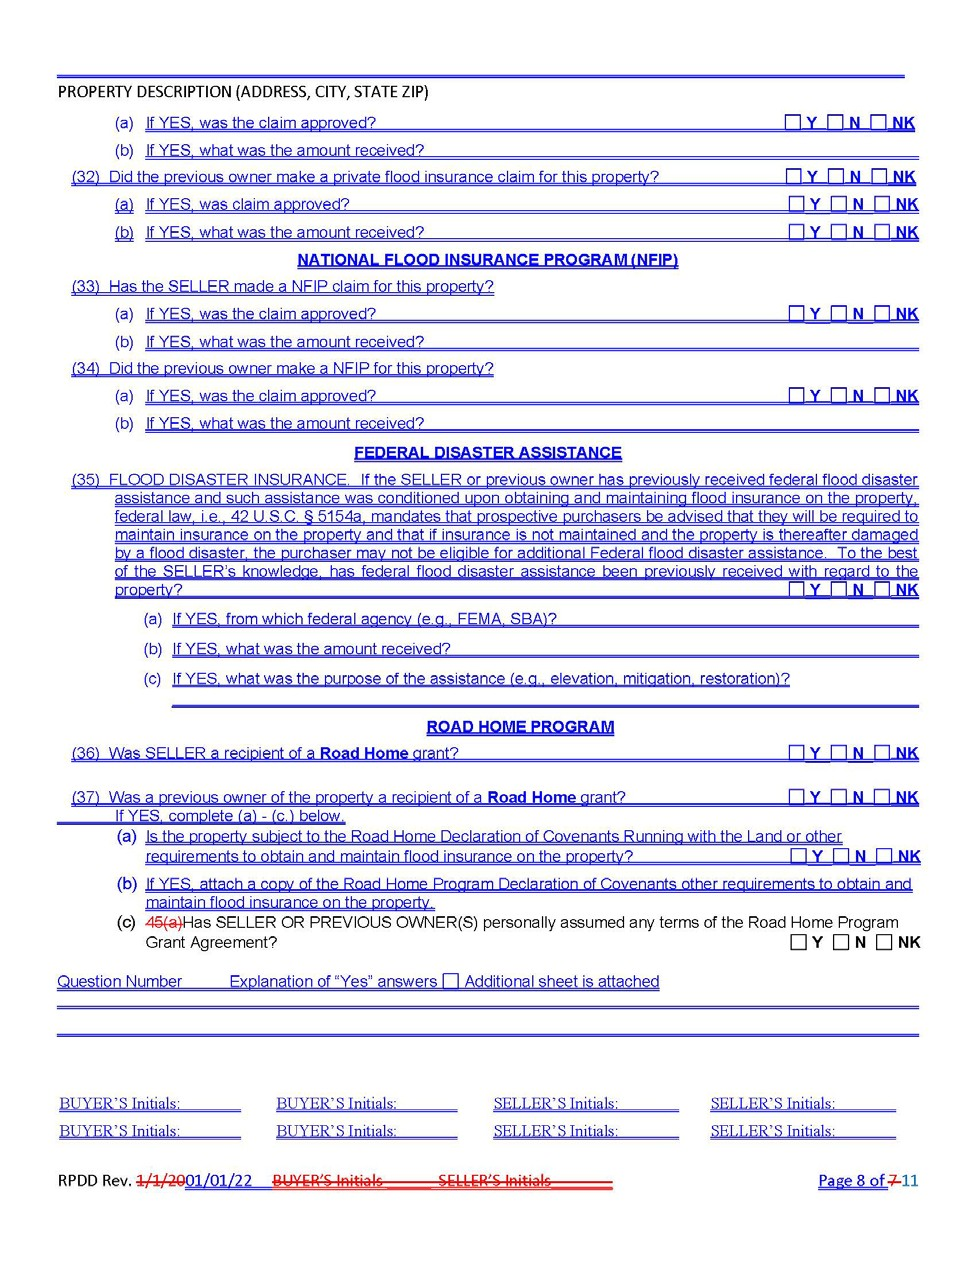 PROPERTY DESCRIPTION (ADDRESS, CITY, STATE ZIP)
(a) If YES, was the claim approved? ☐ Y ☐ N ☐ NK
(b) If YES, what was the amount received?
(32) Did the previous owner make a private flood insurance claim for this property? ☐ Y ☐ N ☐ NK
(a) If YES, was claim approved? ☐ Y ☐ N ☐ NK
(b) If YES, what was the amount received? ☐ Y ☐ N ☐ NK
NATIONAL FLOOD INSURANCE PROGRAM (NFIP)
(33) Has the SELLER made a NFIP claim for this property?
(a) If YES, was the claim approved? ☐ Y ☐ N ☐ NK
(b) If YES, what was the amount received?
(34) Did the previous owner make a NFIP for this property?
(a) If YES, was the claim approved? ☐ Y ☐ N ☐ NK
(b) If YES, what was the amount received?
FEDERAL DISASTER ASSISTANCE
(35) FLOOD DISASTER INSURANCE. If the SELLER or previous owner has previously received federal flood disaster
assistance and such assistance was conditioned upon obtaining and maintaining flood insurance on the property,
federal law, i.e., 42 U.S.C. § 5154a, mandates that prospective purchasers be advised that they will be required to
maintain insurance on the property and that if insurance is not maintained and the property is thereafter damaged
by a flood disaster, the purchaser may not be eligible for additional Federal flood disaster assistance. To the best
of the SELLER's knowledge, has federal flood disaster assistance been previously received with regard to the
property? ☐ Y ☐ N ☐ NK
(a) If YES, from which federal agency (e.g., FEMA, SBA)?
(b) If YES, what was the amount received?
(c) If YES, what was the purpose of the assistance (e.g., elevation, mitigation, restoration)?
ROAD HOME PROGRAM
(36) Was SELLER a recipient of a Road Home grant? ☐ Y ☐ N ☐ NK
(37) Was a previous owner of the property a recipient of a Road Home grant? ☐ Y ☐ N ☐ NK
If YES, complete (a) - (c.) below.
(a) Is the property subject to the Road Home Declaration of Covenants Running with the Land or other
requirements to obtain and maintain flood insurance on the property? ☐ Y ☐ N ☐ NK
(b) If YES, attach a copy of the Road Home Program Declaration of Covenants other requirements to obtain and
maintain flood insurance on the property.
(c) 45(a)Has SELLER OR PREVIOUS OWNER(S) personally assumed any terms of the Road Home Program
Grant Agreement? ☐ Y ☐ N ☐ NK
Question Number Explanation of “Yes” answers ☐ Additional sheet is attached
BUYER'S Initials: BUYER'S Initials: SELLER'S Initials: SELLER'S Initials:
BUYER'S Initials: BUYER'S Initials: SELLER'S Initials: SELLER'S Initials:
RPDD Rev. 1/1/2001/01/22 BUYER'S Initials SELLER'S Initials Page 8 of 7 11